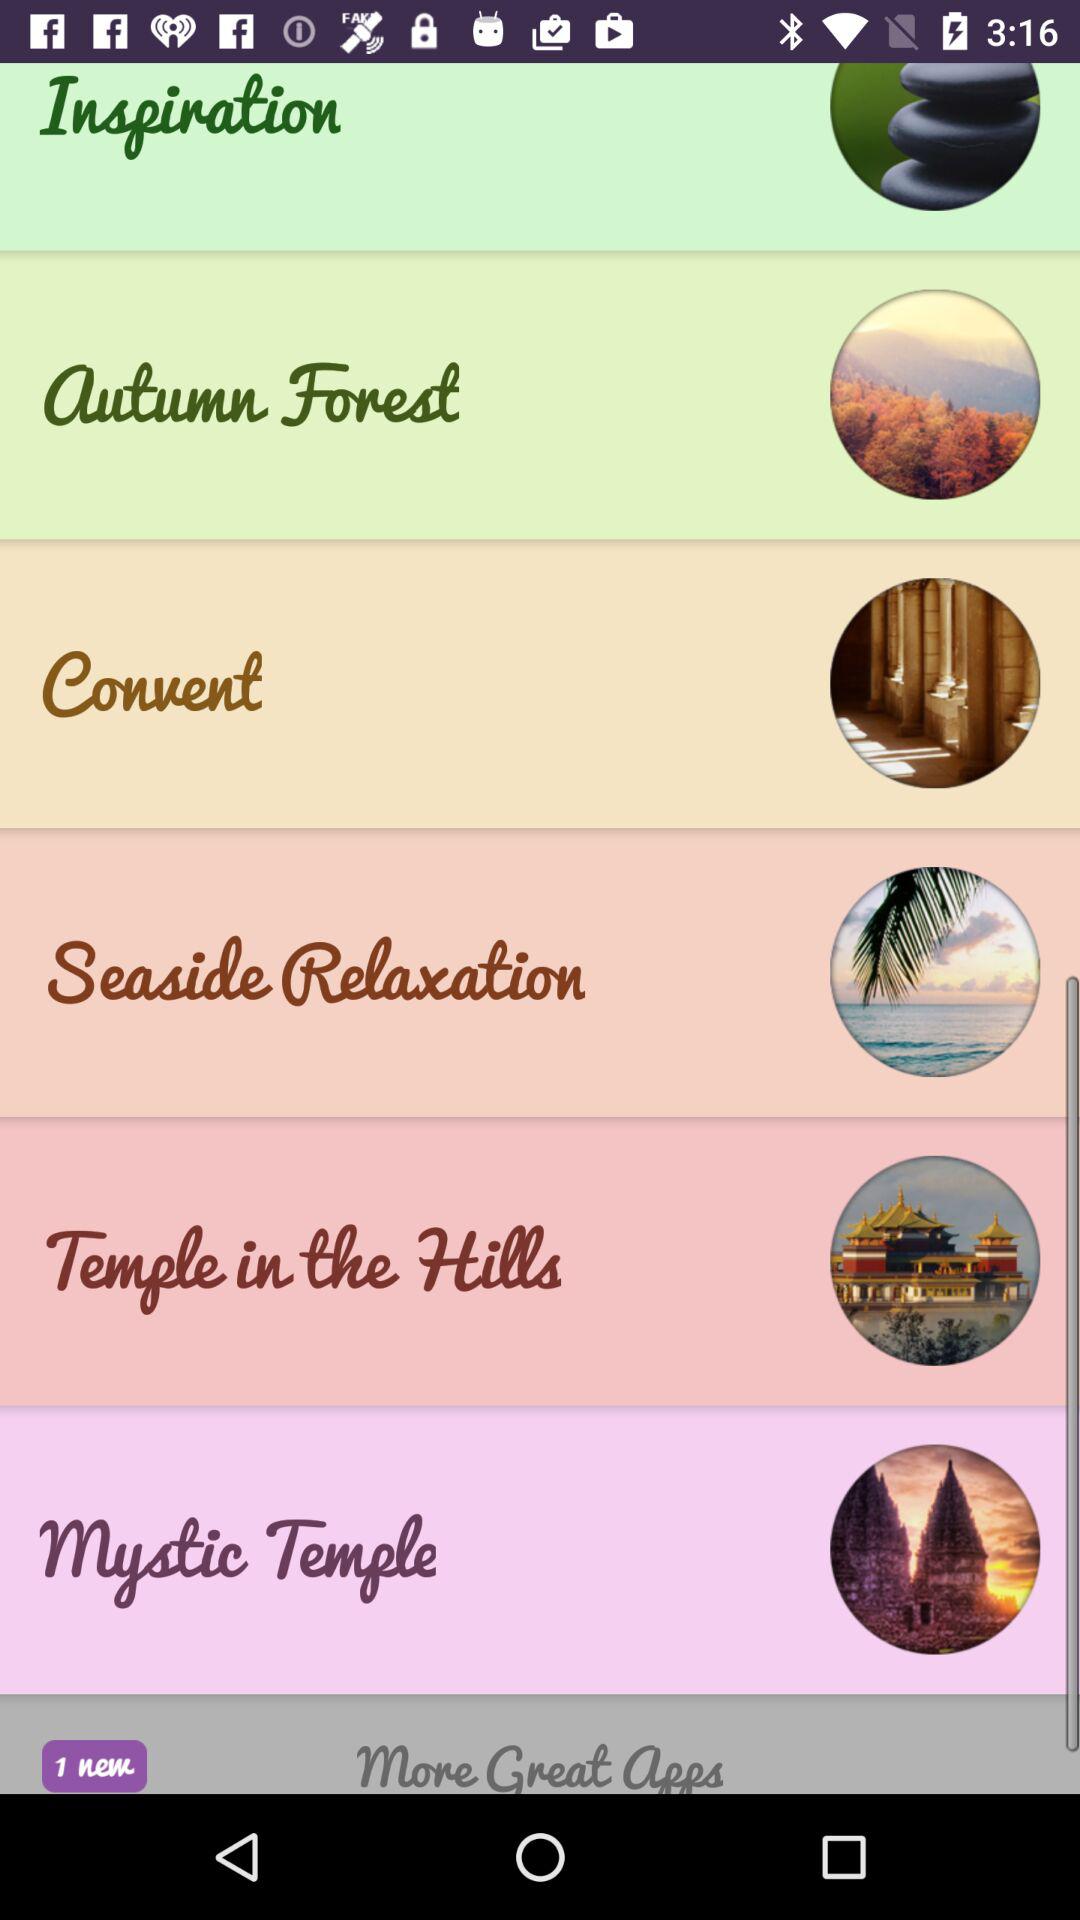 FAKE
3:16
Inspiration
Autumn Forest
Convent
Seaside Relaxation
Temple in the Hills
Mystic Temple
1 new
More Great Apps